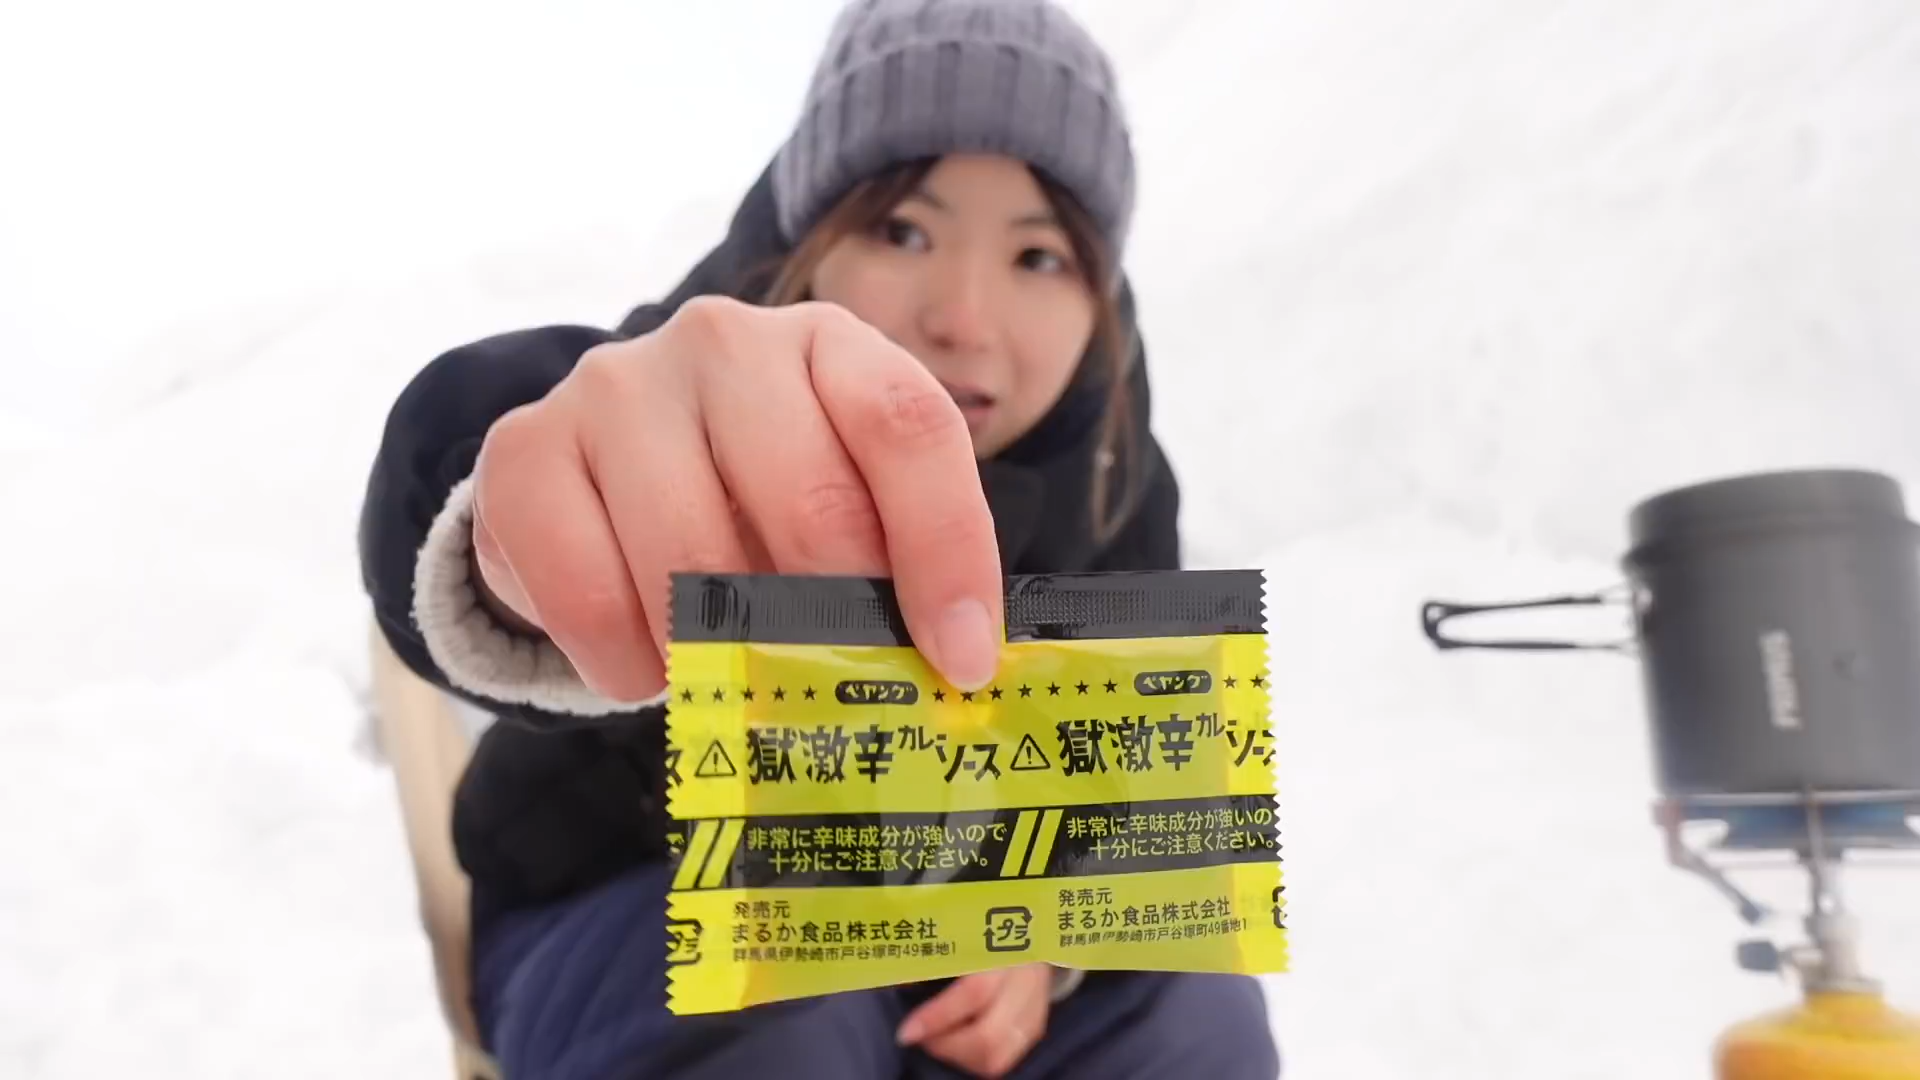 ペヤング ペヤング
獄激辛カレーソース 獄激辛カレーソ
非常に辛味成分が強いので
十分にご注意ください。
非常に辛味成分が強いの
十分にご注意ください。
発売元
まるか食品株式会社
群馬県伊勢崎市戸谷塚町49番地1
プラ
発売元
まるか食品株式会社
群馬県伊勢崎市戸谷塚町49番地1
プラ
PRIMUS